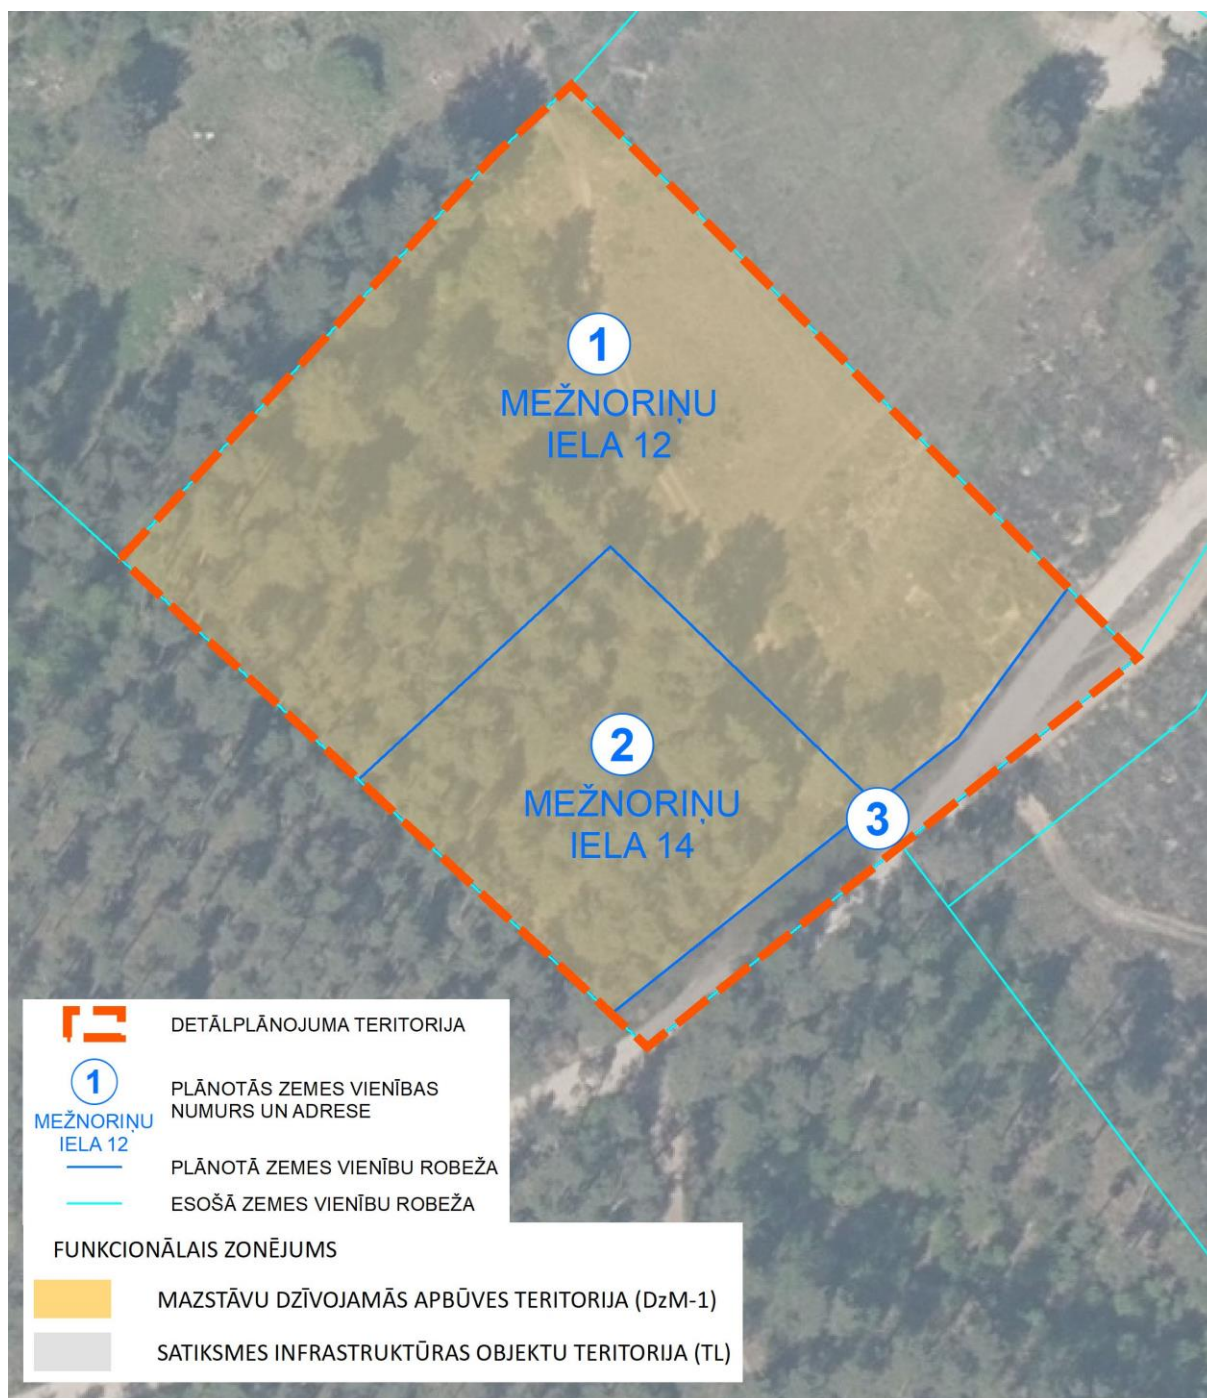 1
MEŽNORIŅU
IELA 12
2
MEŽNORIŅU
IELA 14
3
DETĀLPLĀNOJUMA TERITORIJA
1
MEŽNORIŅU
IELA 12
PLĀNOTĀS ZEMES VIENĪBAS
NUMURS UN ADRESE
PLĀNOTĀ ZEMES VIENĪBU ROBEŽA
ESOŠĀ ZEMES VIENĪBU ROBEŽA
FUNKCIONĀLAIS ZONĒJUMS
MAZSTĀVU DZĪVOJAMĀS APBŪVES TERITORIJA (DzM-1)
SATIKSMES INFRASTRUKTŪRAS OBJEKTU TERITORIJA (TL)